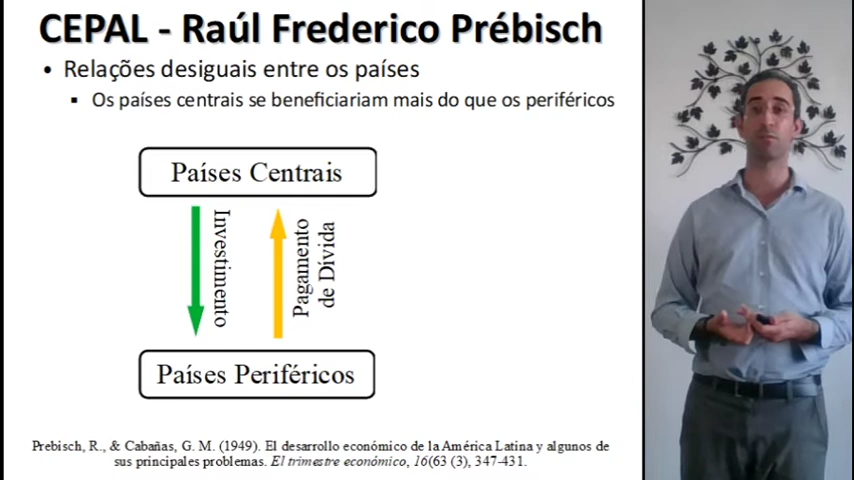 CEPAL - Raúl Frederico Prébisch
• Relações desiguais entre os países
▪ Os países centrais se beneficiariam mais do que os periféricos
Países Centrais
Investimento
Pagamento
de Dívida
Países Periféricos
Prebisch, R., & Cabañas, G. M. (1949). El desarrollo económico de la América Latina y algunos de
sus principales problemas. El trimestre económico, 16(63 (3), 347-431.